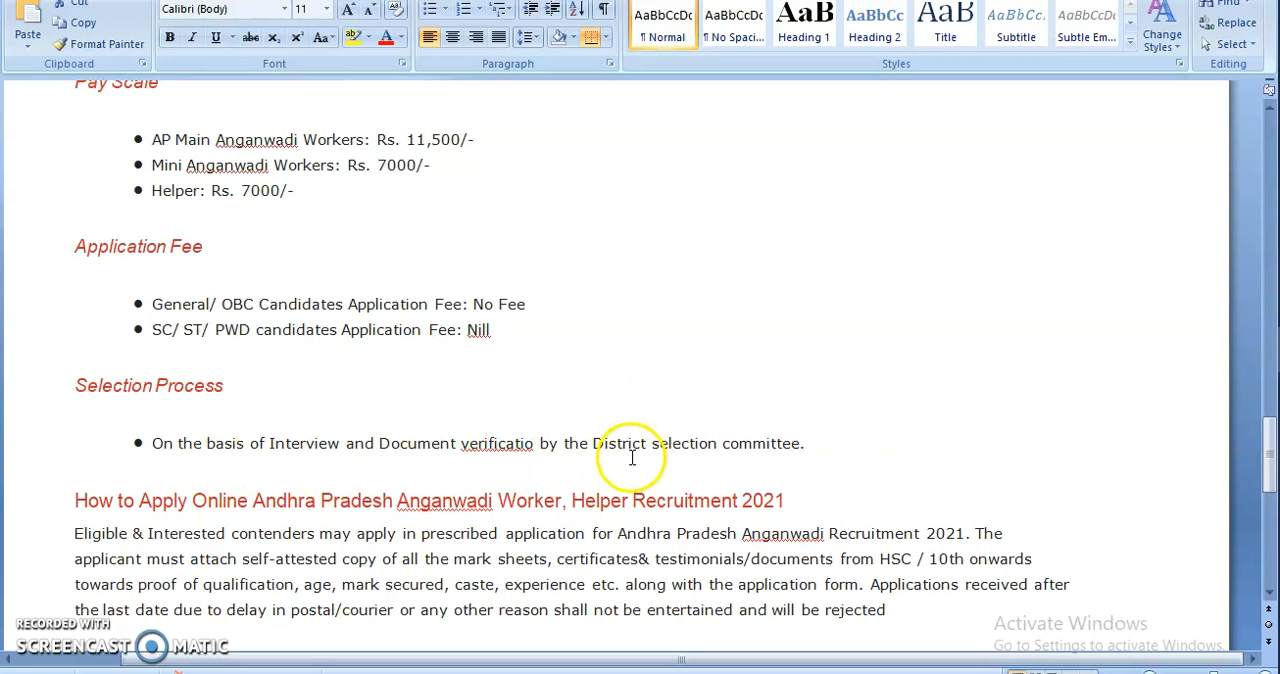 Cut
Calibri (Body) 11
Find
Paste
Copy
Replace
Format Painter
B I U abc X₂ X² Aa
AaBbCcDc AaBbCcDc AaB AaBbCc AaB AaBbCc AaBbCcDc
¶ Normal ¶ No Spaci... Heading 1 Heading 2 Title Subtitle Subtle Em...
Change Styles
Select
Clipboard Font Paragraph Styles Editing
Pay Scale
● AP Main Anganwadi Workers: Rs. 11,500/-
● Mini Anganwadi Workers: Rs. 7000/-
● Helper: Rs. 7000/-
Application Fee
● General/ OBC Candidates Application Fee: No Fee
● SC/ ST/ PWD candidates Application Fee: Nill
Selection Process
● On the basis of Interview and Document verificatio by the District selection committee.
How to Apply Online Andhra Pradesh Anganwadi Worker, Helper Recruitment 2021
Eligible & Interested contenders may apply in prescribed application for Andhra Pradesh Anganwadi Recruitment 2021. The
applicant must attach self-attested copy of all the mark sheets, certificates& testimonials/documents from HSC / 10th onwards
towards proof of qualification, age, mark secured, caste, experience etc. along with the application form. Applications received after
the last date due to delay in postal/courier or any other reason shall not be entertained and will be rejected
RECORDED WITH
SCREENCAST MATIC
Activate Windows
Go to Settings to activate Windows.